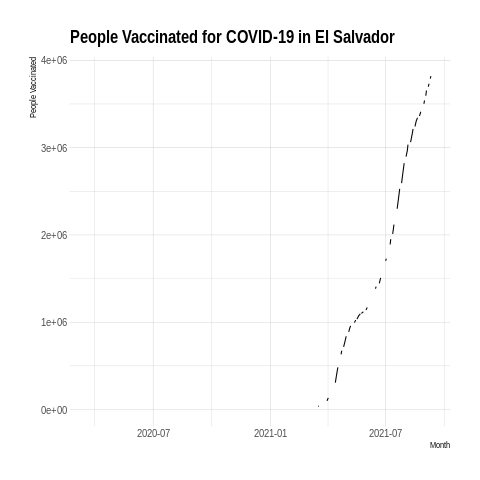 People Vaccinated for COVID-19 in El Salvador
People Vaccinated
4e+06
3e+06
2e+06
1e+06
0e+00
2020-07
2021-01
2021-07
Month